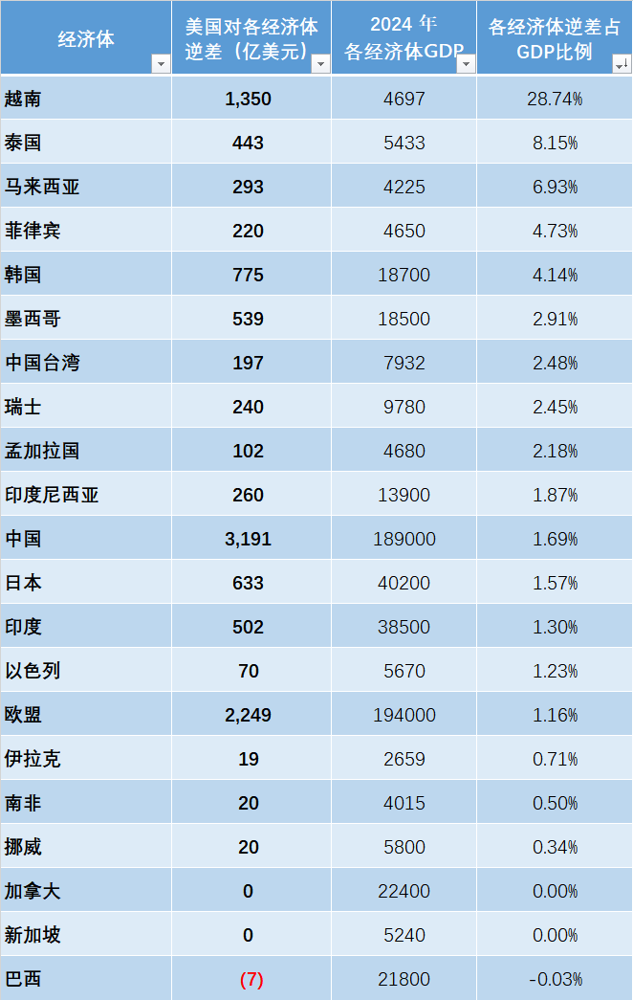 经济体 美国对各经济体 2024 年 各经济体逆差占
逆差（亿美元） 各经济体GDP GDP比例
越南 1,350 4697 28.74%
泰国 443 5433 8.15%
马来西亚 293 4225 6.93%
菲律宾 220 4650 4.73%
韩国 775 18700 4.14%
墨西哥 539 18500 2.91%
中国台湾 197 7932 2.48%
瑞士 240 9780 2.45%
孟加拉国 102 4680 2.18%
印度尼西亚 260 13900 1.87%
中国 3,191 189000 1.69%
日本 633 40200 1.57%
印度 502 38500 1.30%
以色列 70 5670 1.23%
欧盟 2,249 194000 1.16%
伊拉克 19 2659 0.71%
南非 20 4015 0.50%
挪威 20 5800 0.34%
加拿大 0 22400 0.00%
新加坡 0 5240 0.00%
巴西 (7) 21800 -0.03%